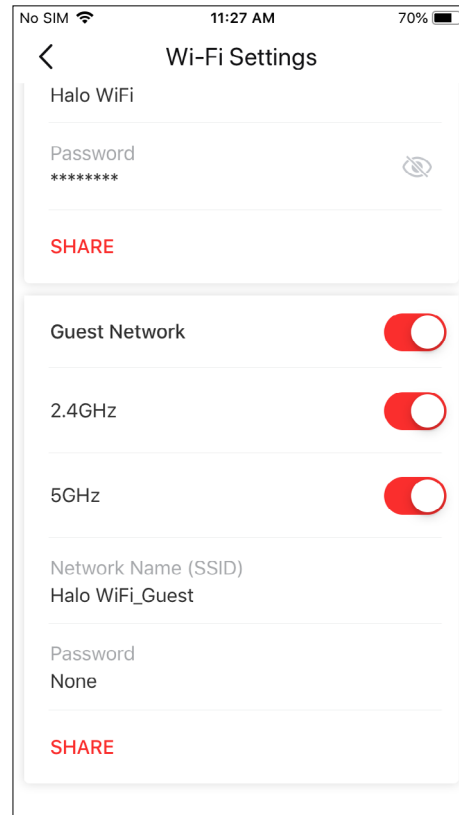 No SIM 11:27 AM 70%
Wi-Fi Settings
Halo WiFi
Password
********
SHARE
Guest Network
2.4GHz
5GHz
Network Name (SSID)
Halo WiFi_Guest
Password
None
SHARE